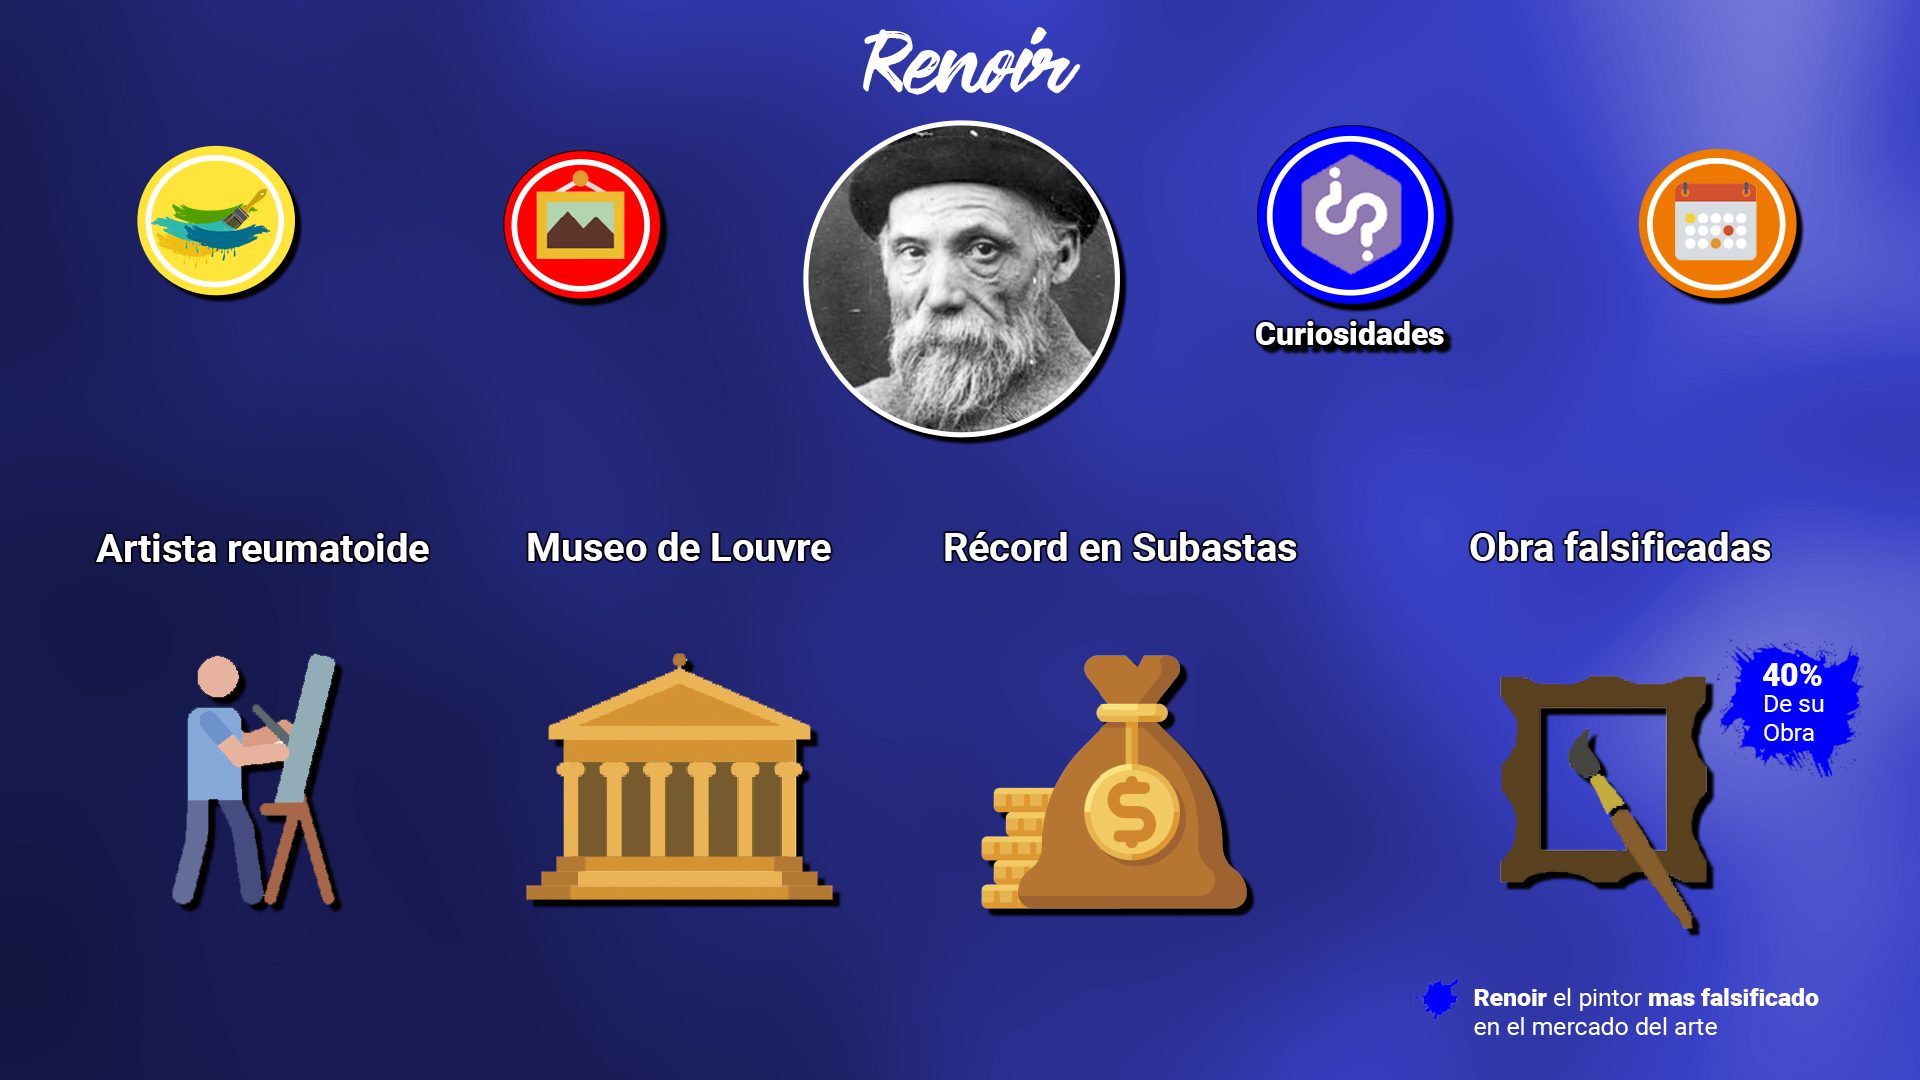 Renoir
Curiosidades
Artista reumatoide
Museo de Louvre
Récord en Subastas
Obra falsificadas
40%
De su
Obra
Renoir el pintor mas falsificado
en el mercado del arte